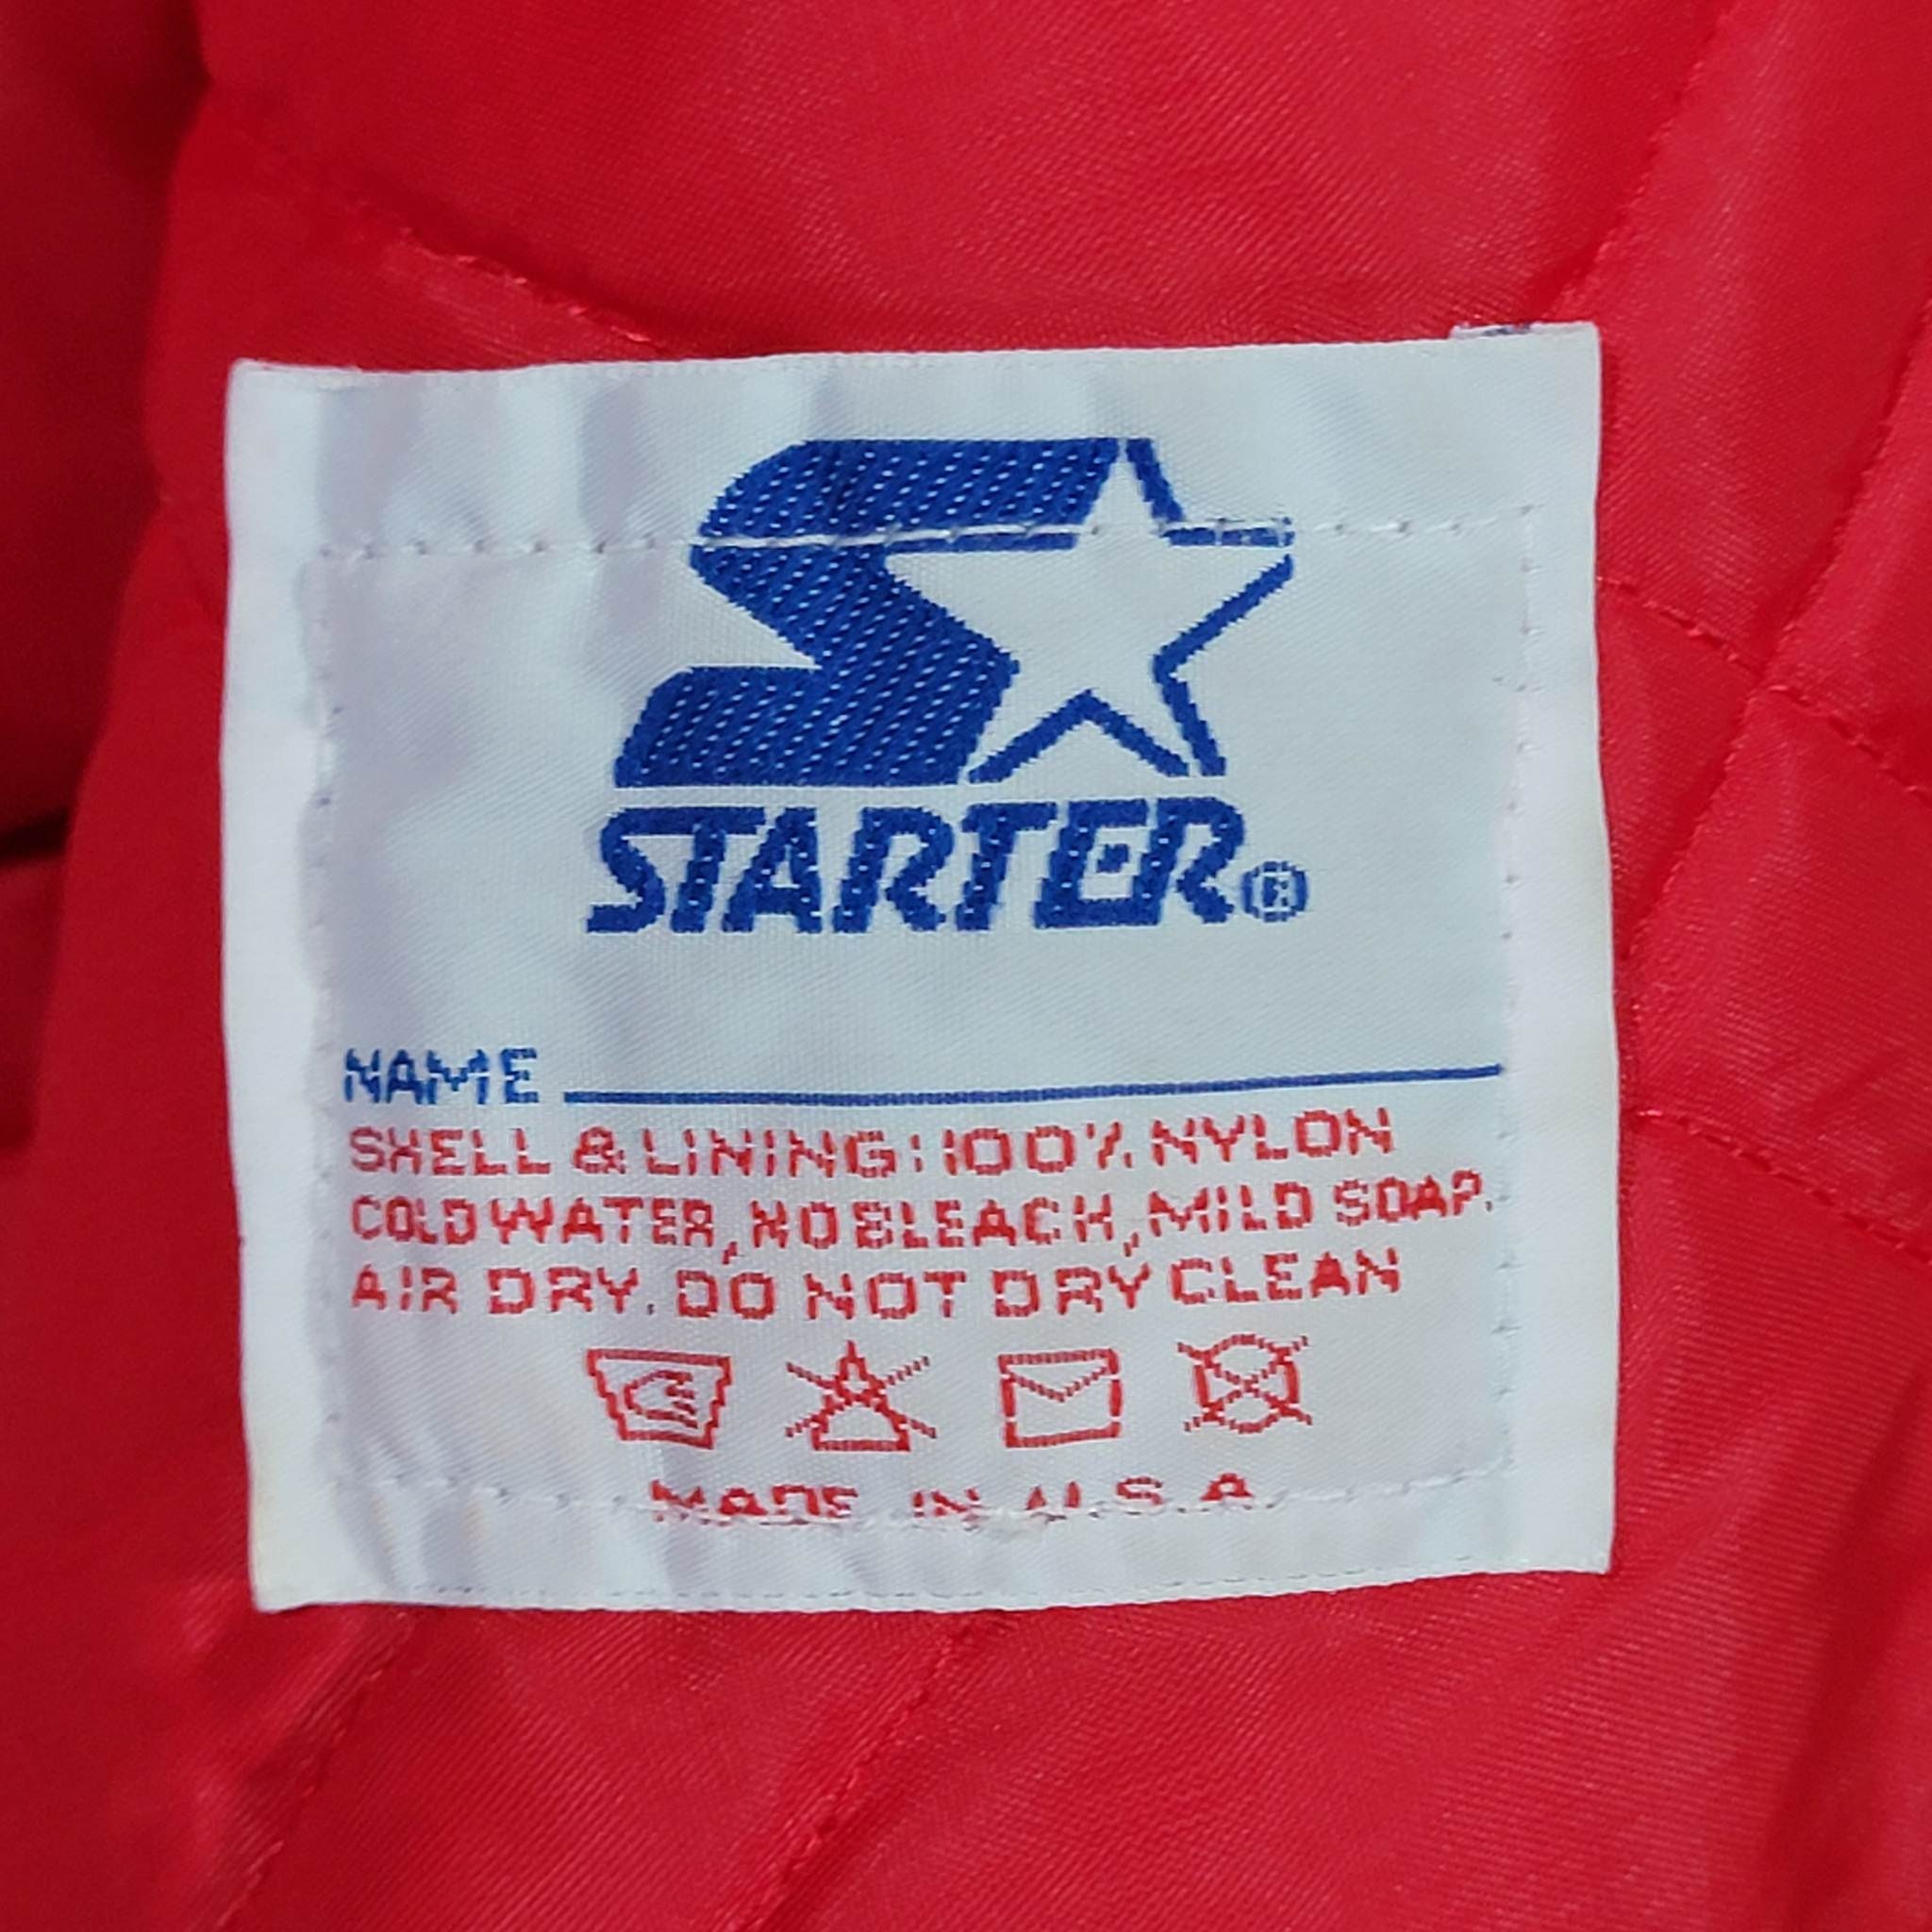 STARTER®
NAME
SHELL & LINING: 100% NYLON
COLD WATER, NO BLEACH, MILD SOAP.
AIR DRY. DO NOT DRY CLEAN
MADE IN U.S.A.